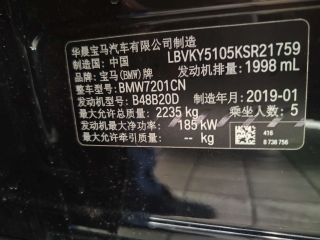 华晨宝马汽车有限公司制造
制造国: 中国 LBVKY5105KSR21759
品牌: 宝马(BMW)牌 发动机排量: 1998 mL
整车型号: BMW7201CN
发动机型号: B48B20D 制造年月: 2019-01
最大允许总质量: 2235 kg 乘坐人数: 5
发动机最大净功率: 185 kW
最大允许牵引质量: -- kg
416
8 738 756